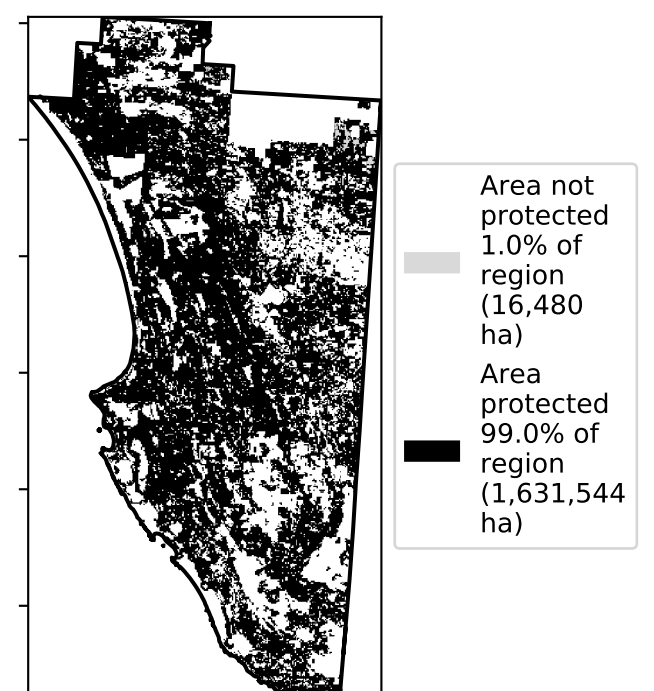 Area not
protected
1.0% of
region
(16,480
ha)
Area
protected
99.0% of
region
(1,631,544
ha)